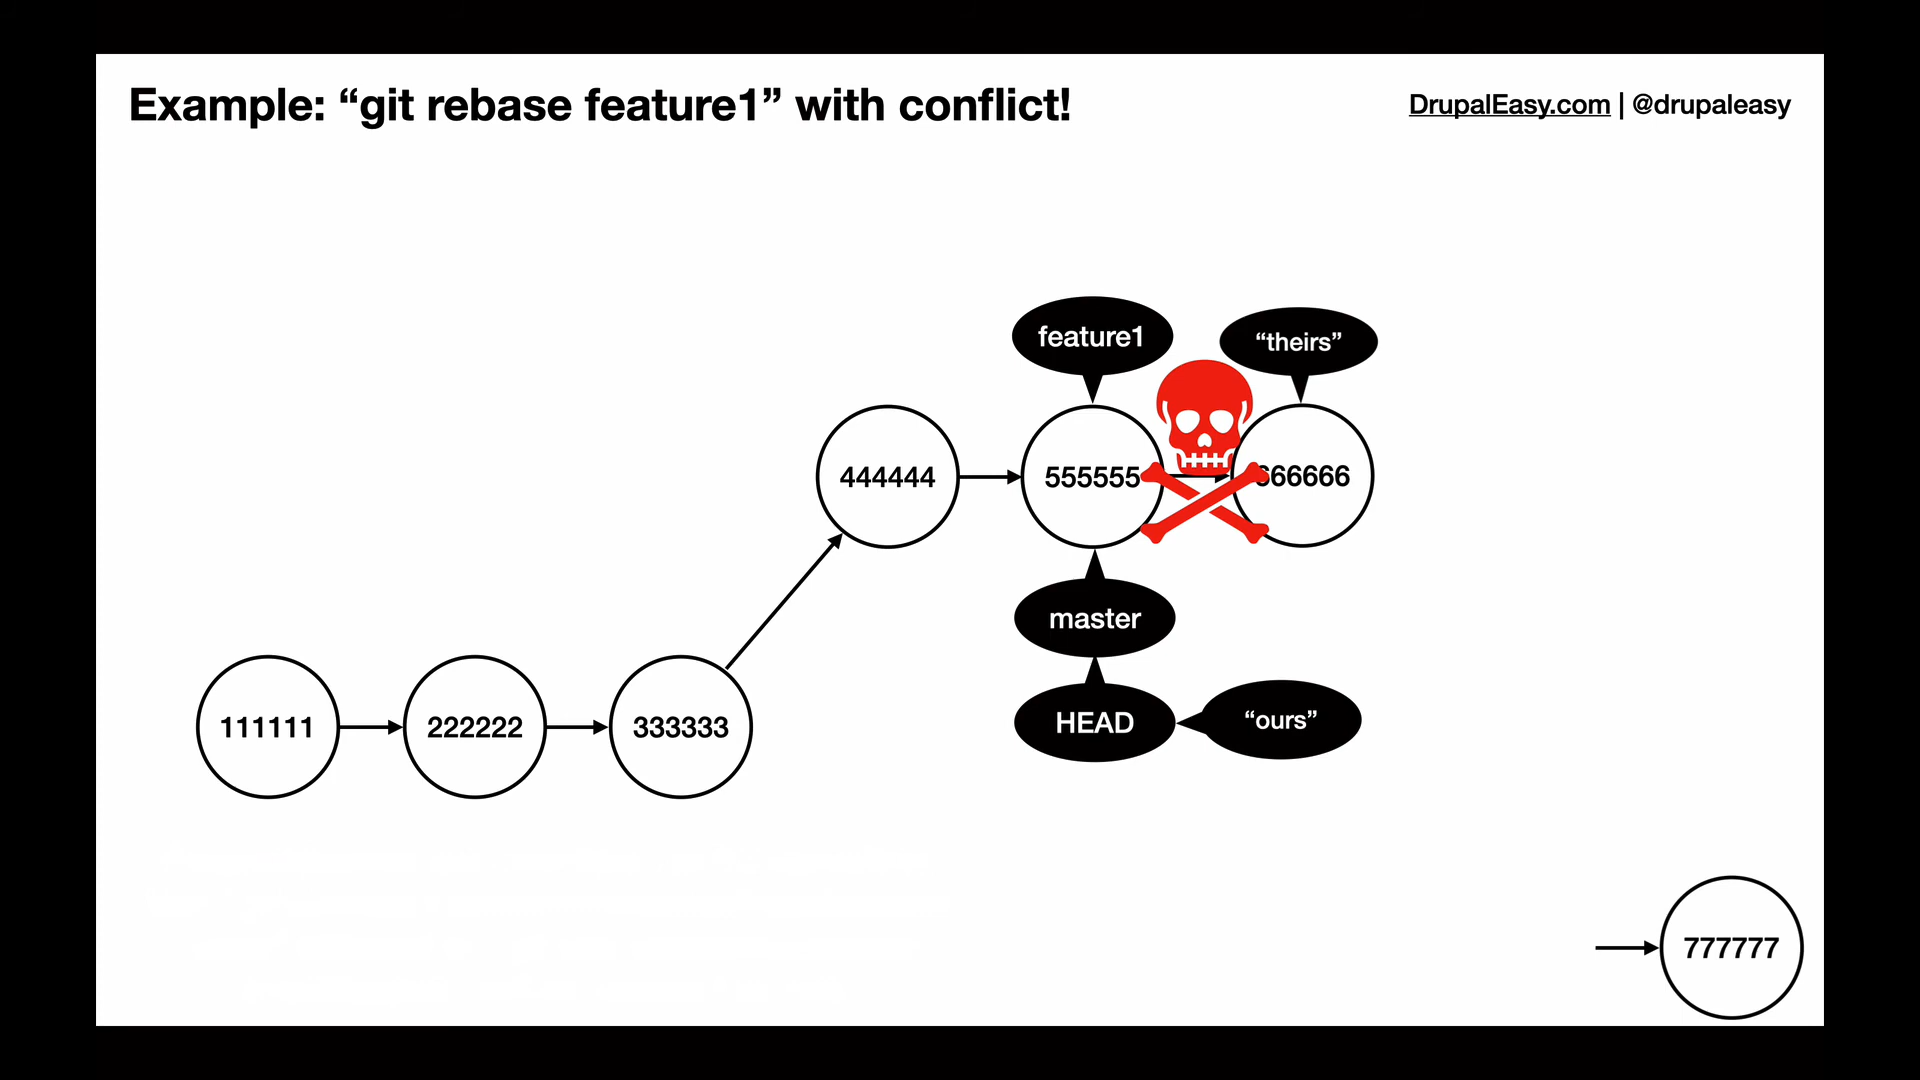 Example: “git rebase feature1” with conflict!
DrupalEasy.com | @drupaleasy
feature1
“theirs”
444444
555555
666666
master
111111
222222
333333
HEAD
“ours”
777777